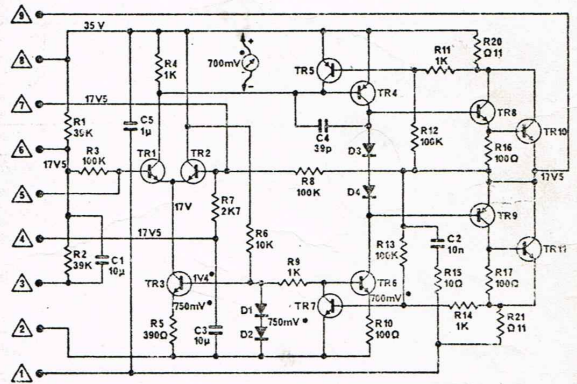 9
35 V
R4
1K
700mV
+
-
R11
1K
R20
Ω11
8
TR5
TR4
7
17V5
C5
1µ
TR8
TR10
R1
39K
C4
39p
R12
100K
R16
100Ω
6
17V5
R3
100K
TR1
TR2
D3
17V5
5
R8
100K
17V
R7
2K7
D4
TR9
4
17V5
R6
10K
R13
100K
C2
10n
TR11
R2
39K
C1
10µ
R9
1K
R15
10Ω
R17
100Ω
3
TR3
1V4
TR6
700mV
750mV
TR7
D1
750mV
D2
R14
1K
R21
Ω11
R5
390Ω
C3
10µ
R10
100Ω
2
1